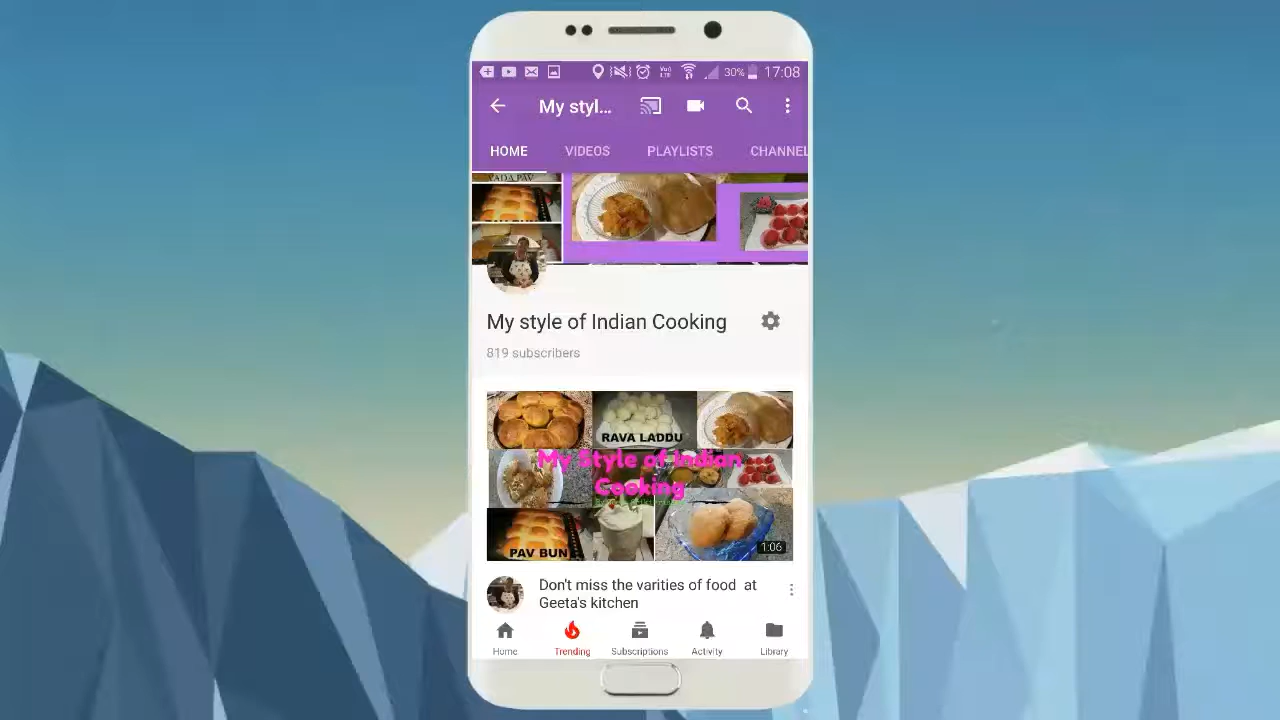 30% 17:08
My styl...
HOME VIDEOS PLAYLISTS CHANNEL
VADA PAV
My style of Indian Cooking
819 subscribers
RAVA LADDU
My Style of Indian
Cooking
PAV BUN
1:06
Don't miss the varities of food at
Geeta's kitchen
Home Trending Subscriptions Activity Library